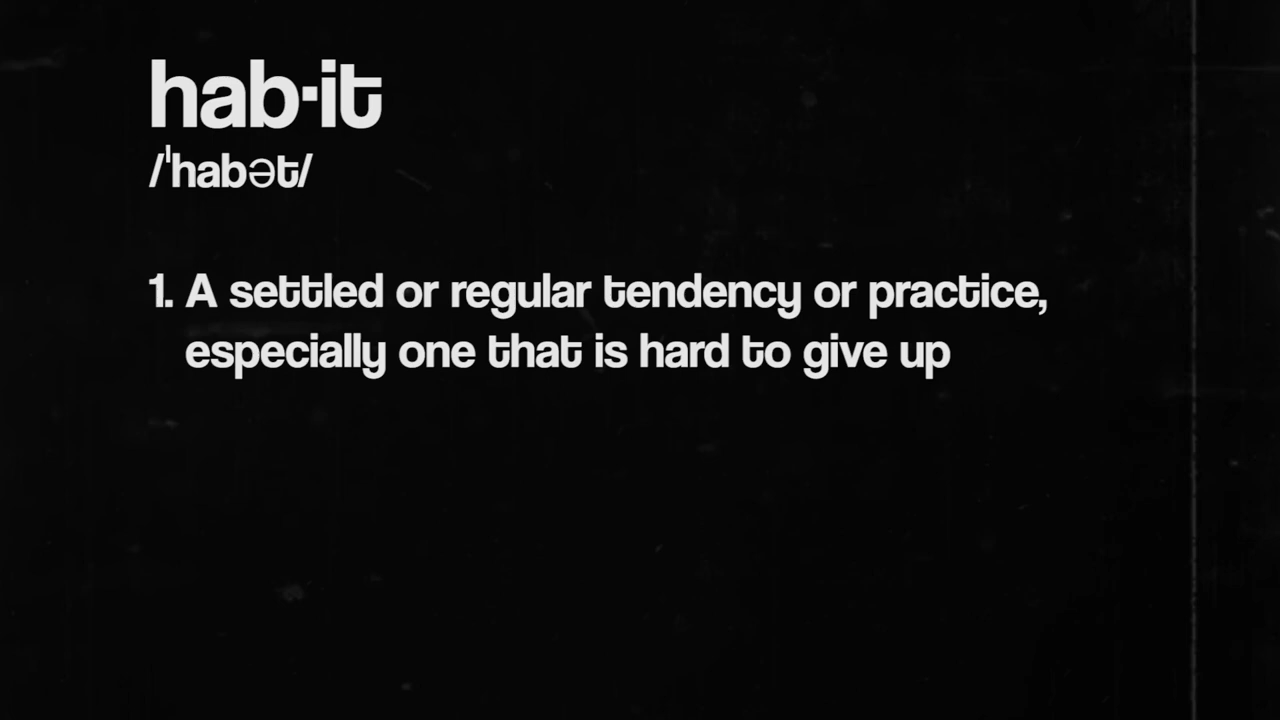 hab·it
/ˈhabət/
1. A settled or regular tendency or practice,
especially one that is hard to give up